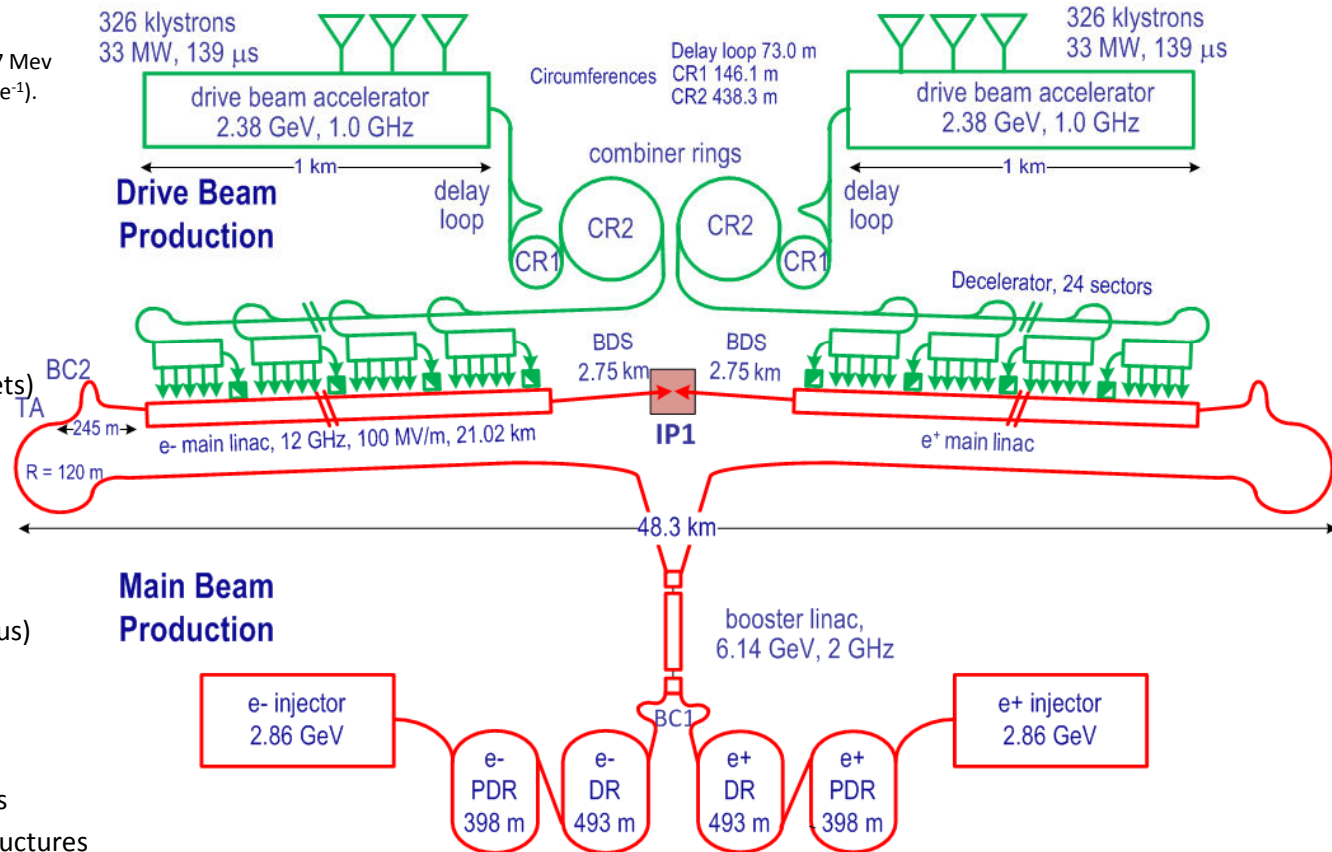 326 klystrons
33 MW, 139 μs
7 Mev
e⁻¹).
drive beam accelerator
2.38 GeV, 1.0 GHz
1 km
Drive Beam
Production
delay
loop
Circumferences
Delay loop 73.0 m
CR1 146.1 m
CR2 438.3 m
combiner rings
CR2
CR1
CR2
CR1
326 klystrons
33 MW, 139 μs
drive beam accelerator
2.38 GeV, 1.0 GHz
1 km
delay
loop
Decelerator, 24 sectors
BC2
ets)
TA
245 m
R = 120 m
e- main linac, 12 GHz, 100 MV/m, 21.02 km
BDS
2.75 km
BDS
2.75 km
IP1
e⁺ main linac
48.3 km
Main Beam
Production
us)
booster linac,
6.14 GeV, 2 GHz
BC1
e- injector
2.86 GeV
e+ injector
2.86 GeV
e-
PDR
398 m
e-
DR
493 m
e+
DR
493 m
e+
PDR
- 398 m
s
uctures